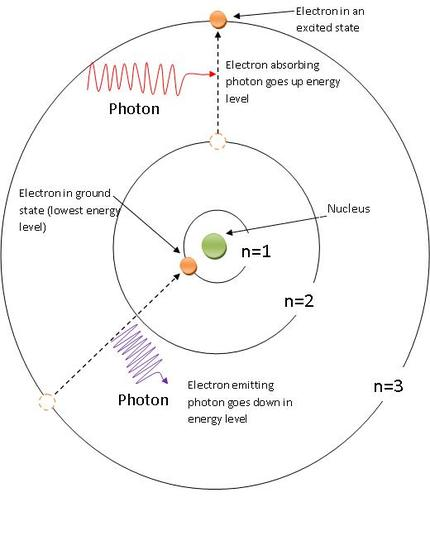 Electron in an
excited state
Electron absorbing
photon goes up energy
level
Photon
Electron in ground
state (lowest energy
level)
Nucleus
n=1
n=2
n=3
Photon
Electron emitting
photon goes down in
energy level